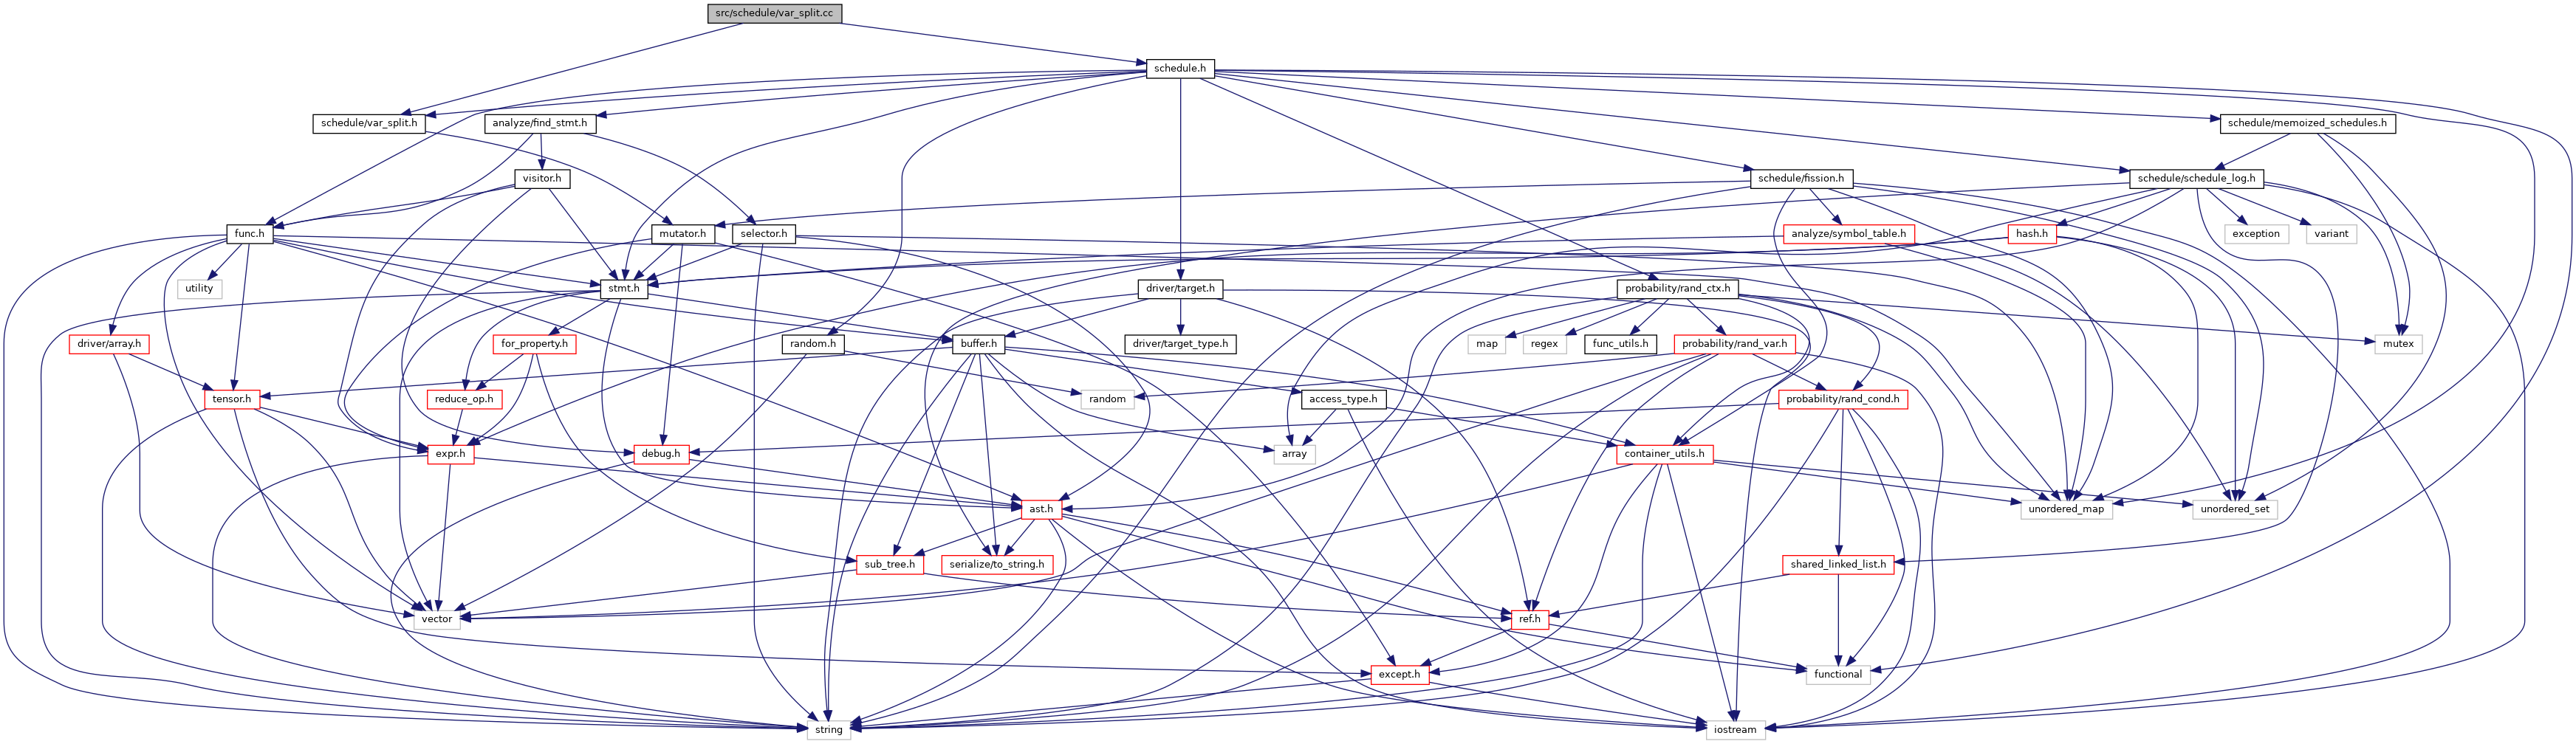 src/schedule/var_split.cc
schedule.h
schedule/var_split.h
analyze/find_stmt.h
schedule/memoized_schedules.h
visitor.h
schedule/fission.h
schedule/schedule_log.h
func.h
mutator.h
selector.h
analyze/symbol_table.h
hash.h
exception
variant
utility
stmt.h
driver/target.h
probability/rand_ctx.h
driver/array.h
for_property.h
random.h
buffer.h
driver/target_type.h
map
regex
func_utils.h
probability/rand_var.h
mutex
tensor.h
reduce_op.h
random
access_type.h
probability/rand_cond.h
expr.h
debug.h
array
container_utils.h
ast.h
unordered_map
unordered_set
sub_tree.h
serialize/to_string.h
shared_linked_list.h
vector
ref.h
except.h
functional
string
iostream